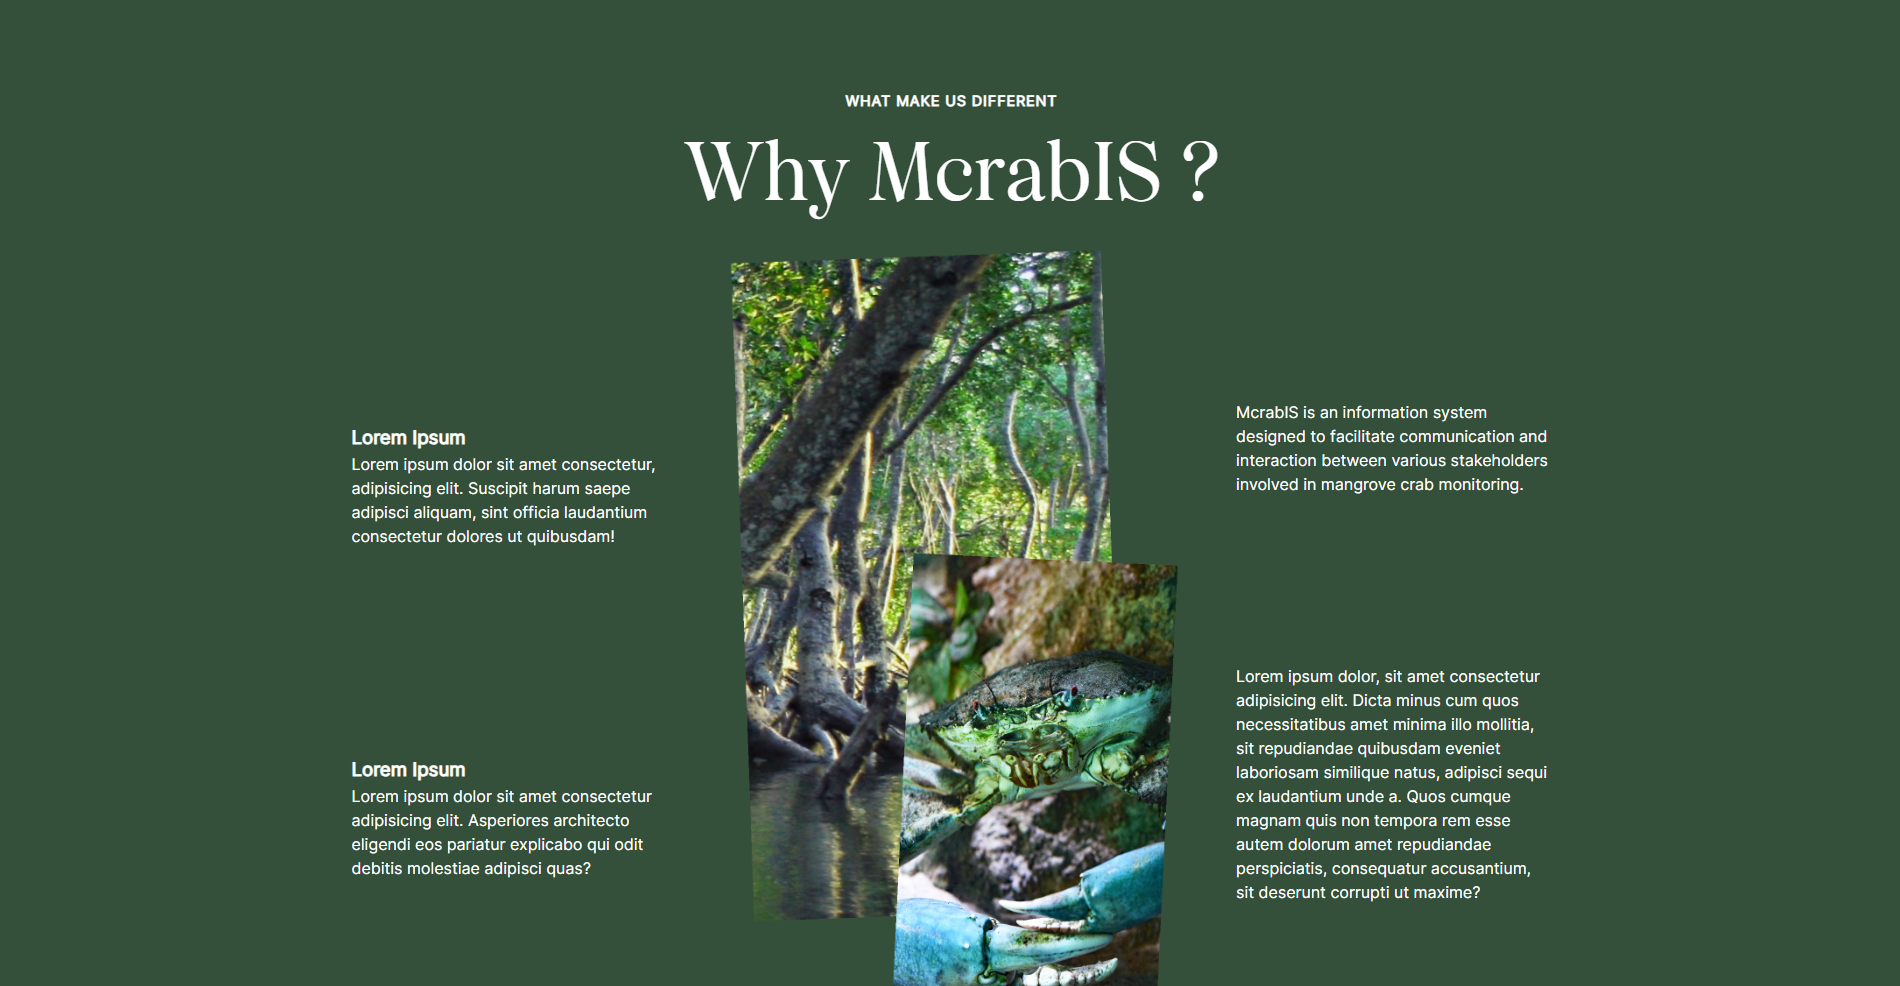 WHAT MAKE US DIFFERENT
Why McrabIS ?
Lorem Ipsum
Lorem ipsum dolor sit amet consectetur,
adipisicing elit. Suscipit harum saepe
adipisci aliquam, sint officia laudantium
consectetur dolores ut quibusdam!
Lorem Ipsum
Lorem ipsum dolor sit amet consectetur
adipisicing elit. Asperiores architecto
eligendi eos pariatur explicabo qui odit
debitis molestiae adipisci quas?
McrabIS is an information system
designed to facilitate communication and
interaction between various stakeholders
involved in mangrove crab monitoring.
Lorem ipsum dolor, sit amet consectetur
adipisicing elit. Dicta minus cum quos
necessitatibus amet minima illo mollitia,
sit repudiandae quibusdam eveniet
laboriosam similique natus, adipisci sequi
ex laudantium unde a. Quos cumque
magnam quis non tempora rem esse
autem dolorum amet repudiandae
perspiciatis, consequatur accusantium,
sit deserunt corrupti ut maxime?